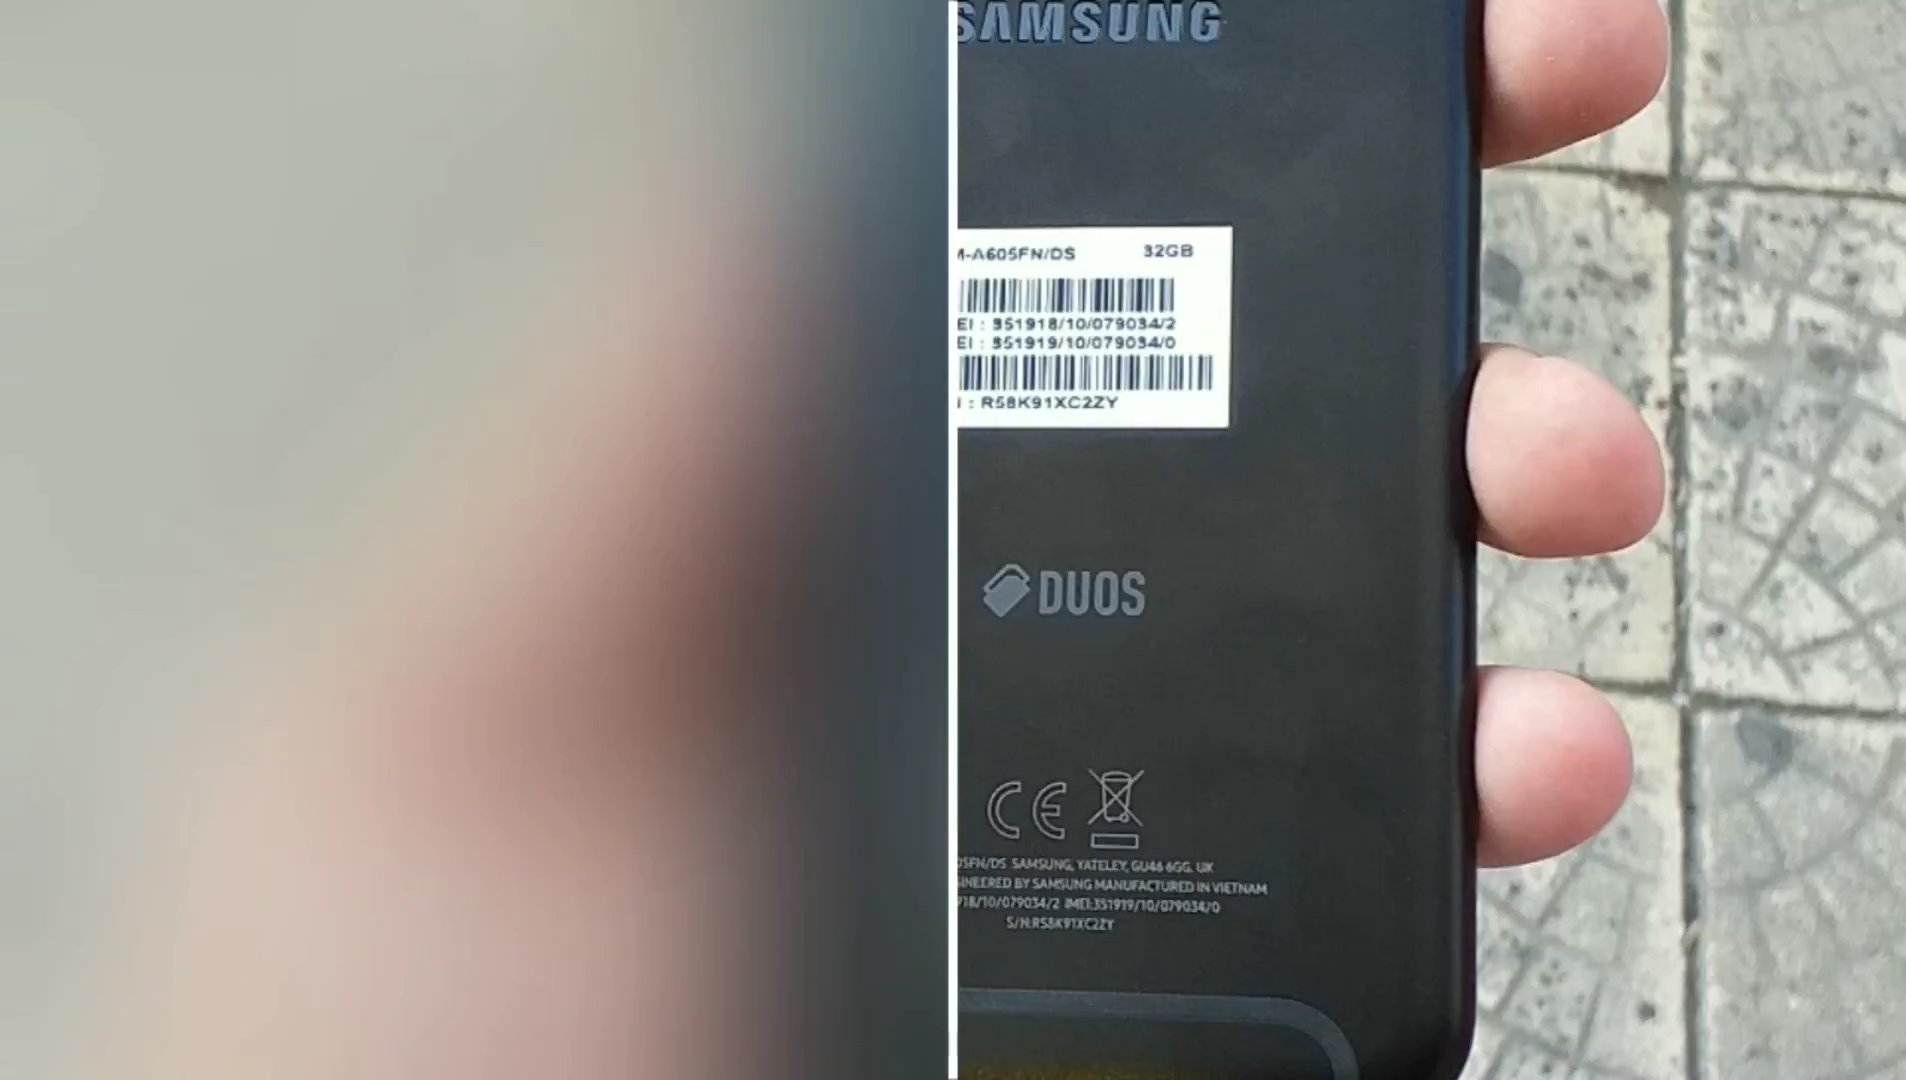 SAMSUNG
M-A605FN/DS 32GB
EI : 351918/10/079034/2
EI : 351919/10/079034/0
: R58K91XC2ZY
DUOS
CE
05FN/DS SAMSUNG, YATELEY, GU46 6GG, UK
GINEERED BY SAMSUNG MANUFACTURED IN VIETNAM
918/10/079034/2 IMEI:351919/10/079034/0
S/N:R58K91XC2ZY